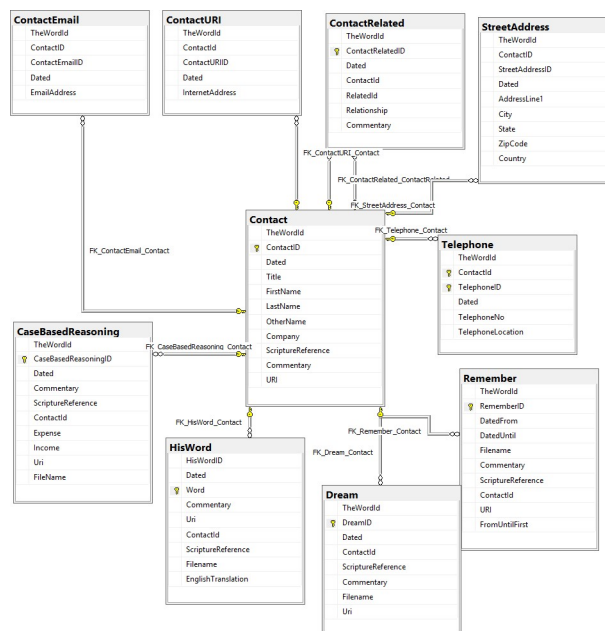 ContactEmail
TheWordId
ContactID
ContactEmailID
Dated
EmailAddress
ContactURI
TheWordId
ContactId
ContactURIID
Dated
InternetAddress
ContactRelated
TheWordId
ContactRelatedID
Dated
ContactId
RelatedId
Relationship
Commentary
StreetAddress
TheWordId
ContactID
StreetAddressID
Dated
AddressLine1
City
State
ZipCode
Country
FK_ContactURI_Contact
FK_ContactRelated_ContactRelated
FK_StreetAddress_Contact
FK_Telephone_Contact
FK_ContactEmail_Contact
Contact
TheWordId
ContactID
Dated
Title
FirstName
LastName
OtherName
Company
ScriptureReference
Commentary
URI
Telephone
TheWordId
ContactId
TelephoneID
Dated
TelephoneNo
TelephoneLocation
CaseBasedReasoning
TheWordId
CaseBasedReasoningID
Dated
Commentary
ScriptureReference
ContactId
Expense
Income
Uri
FileName
FK_CaseBasedReasoning_Contact
FK_HisWord_Contact
FK_Remember_Contact
FK_Dream_Contact
HisWord
HisWordID
Dated
Word
Commentary
Uri
ContactId
ScriptureReference
Filename
EnglishTranslation
Dream
TheWordId
DreamID
Dated
ContactId
ScriptureReference
Commentary
Filename
Uri
Remember
TheWordId
RememberID
DatedFrom
DatedUntil
Filename
Commentary
ScriptureReference
ContactId
URI
FromUntilFirst